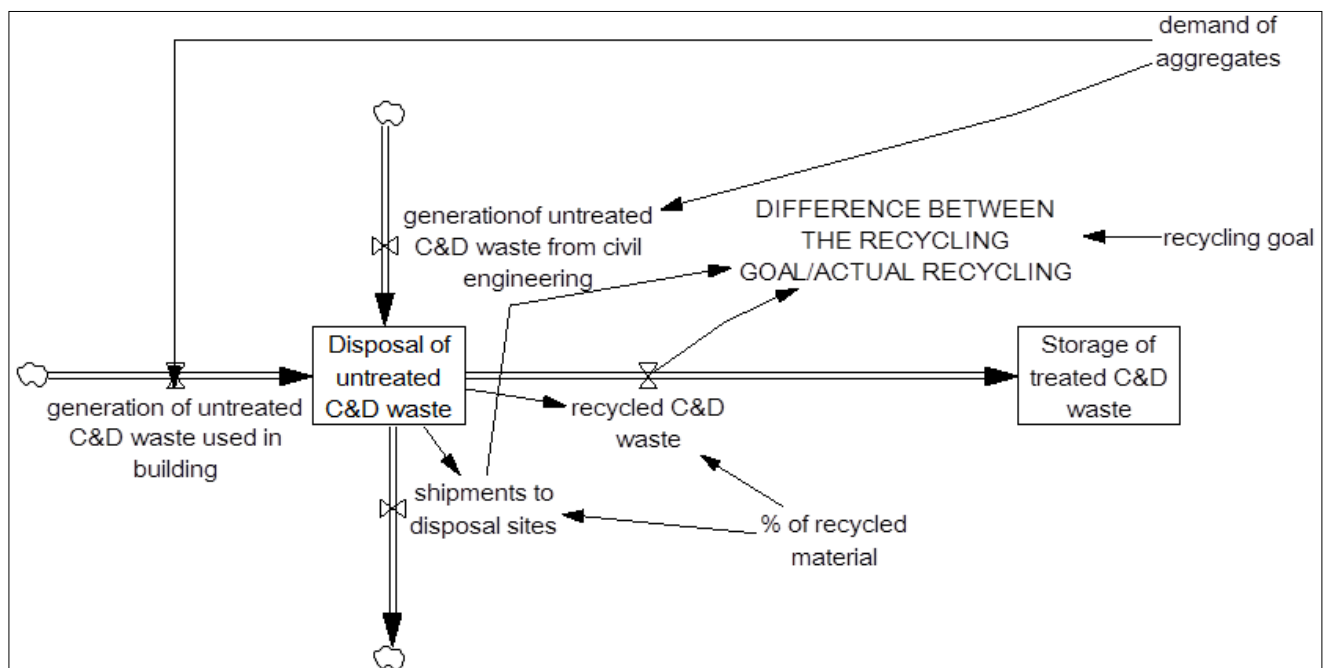 demand of
aggregates
generationof untreated
C&D waste from civil
engineering
DIFFERENCE BETWEEN
THE RECYCLING
GOAL/ACTUAL RECYCLING
recycling goal
Disposal of
untreated
C&D waste
Storage of
treated C&D
waste
generation of untreated
C&D waste used in
building
recycled C&D
waste
shipments to
disposal sites
% of recycled
material